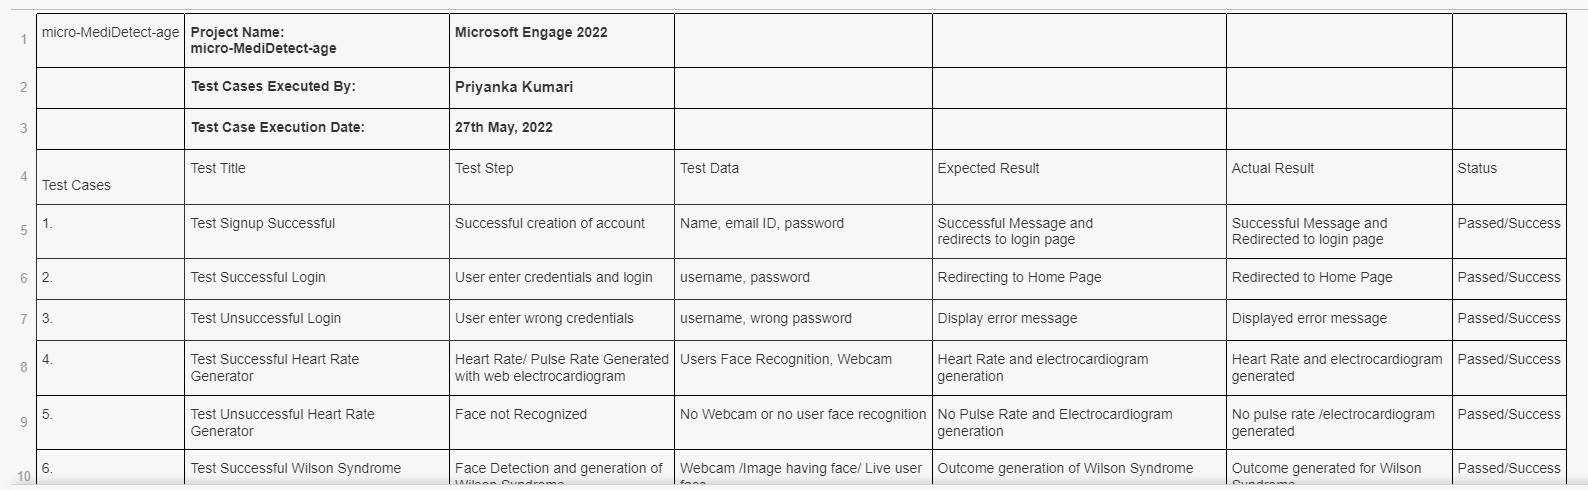 1
micro-MediDetect-age
Project Name:
micro-MediDetect-age
Microsoft Engage 2022
2
Test Cases Executed By:
Priyanka Kumari
3
Test Case Execution Date:
27th May, 2022
4
Test Cases
Test Title
Test Step
Test Data
Expected Result
Actual Result
Status
5
1.
Test Signup Successful
Successful creation of account
Name, email ID, password
Successful Message and
redirects to login page
Successful Message and
Redirected to login page
Passed/Success
6
2.
Test Successful Login
User enter credentials and login
username, password
Redirecting to Home Page
Redirected to Home Page
Passed/Success
7
3.
Test Unsuccessful Login
User enter wrong credentials
username, wrong password
Display error message
Displayed error message
Passed/Success
8
4.
Test Successful Heart Rate
Generator
Heart Rate/ Pulse Rate Generated
with web electrocardiogram
Users Face Recognition, Webcam
Heart Rate and electrocardiogram
generation
Heart Rate and electrocardiogram
generated
Passed/Success
9
5.
Test Unsuccessful Heart Rate
Generator
Face not Recognized
No Webcam or no user face recognition
No Pulse Rate and Electrocardiogram
generation
No pulse rate /electrocardiogram
generated
Passed/Success
10
6.
Test Successful Wilson Syndrome
Face Detection and generation of
Wilson Syndrome
Webcam /Image having face/ Live user
face
Outcome generation of Wilson Syndrome
Outcome generated for Wilson
Syndrome
Passed/Success